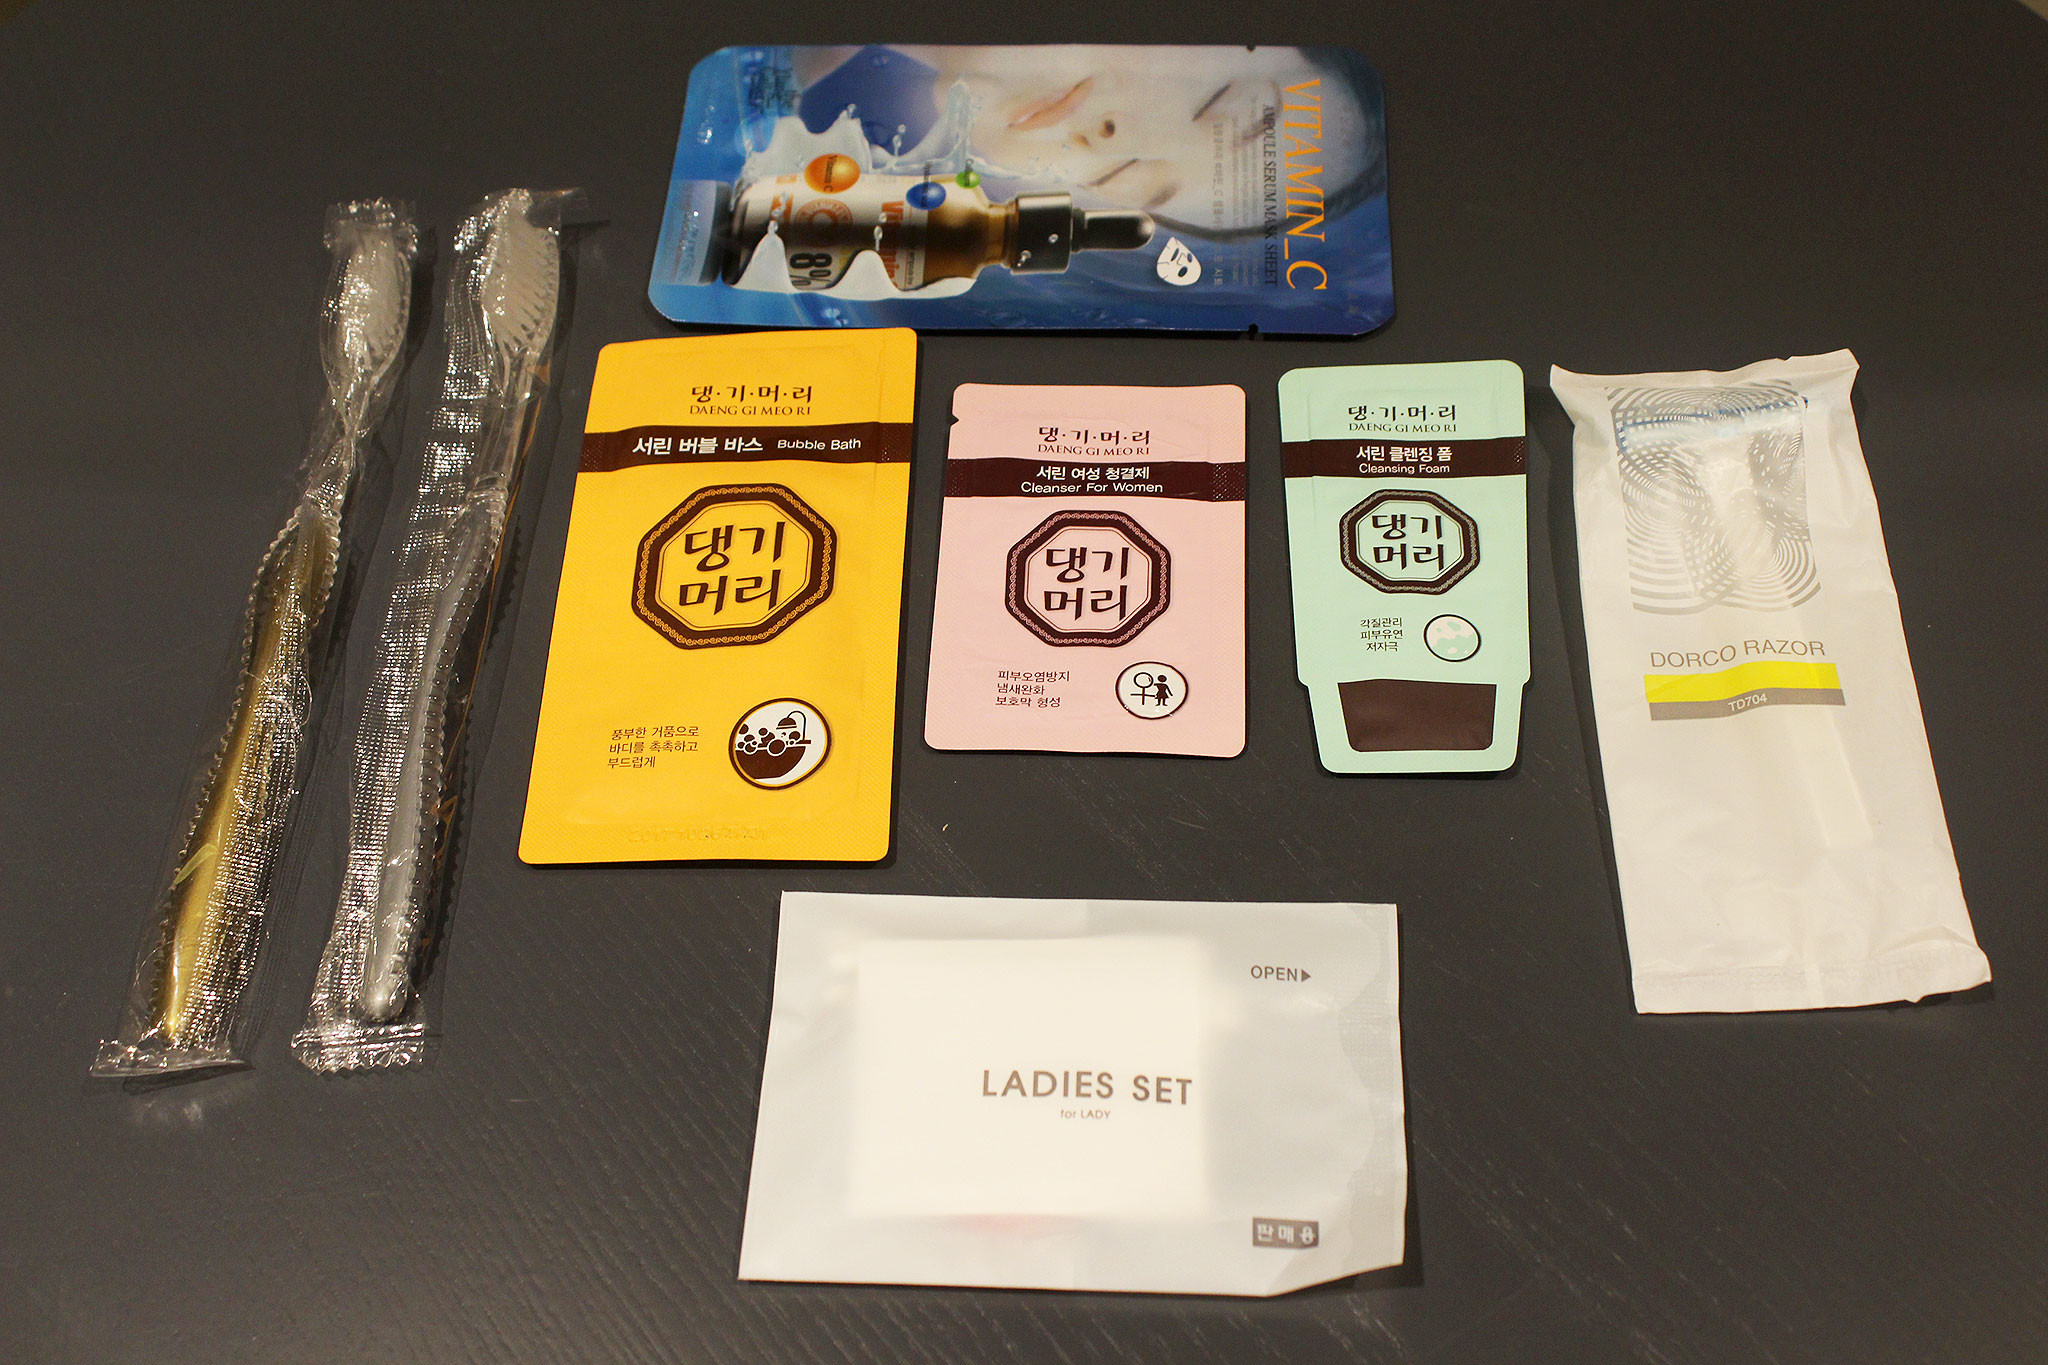 VITAMIN_C
AMPOULE SERUM MASK SHEET
Vitamin C
8%
댕·기·머·리
DAENG GI MEO RI
서린 버블 바스 Bubble Bath
댕기
머리
풍부한 거품으로
바디를 촉촉하고
부드럽게
댕·기·머·리
DAENG GI MEO RI
서린 여성 청결제
Cleanser For Women
댕기
머리
피부오염방지
냄새완화
보호막 형성
댕·기·머·리
DAENG GI MEO RI
서린 클렌징 폼
Cleansing Foam
댕기
머리
각질관리
피부유연
저자극
DORCO RAZOR
TD704
OPEN▶
LADIES SET
for LADY
판매용